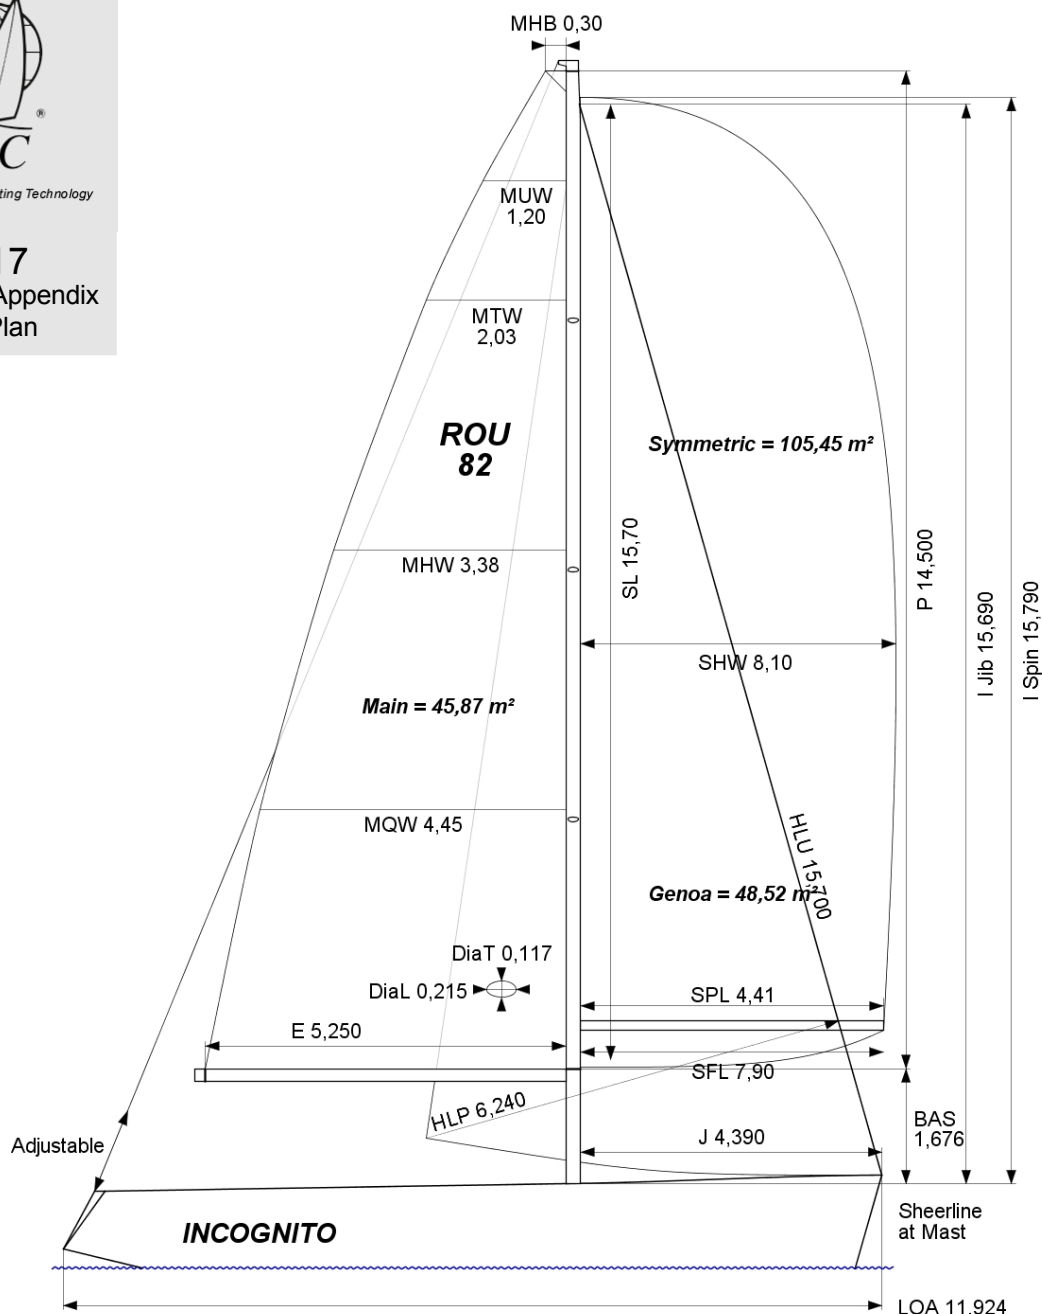 MHB 0,30
®
C
ting Technology
7
Appendix
Plan
MUW
1,20
MTW
2,03
ROU
82
Symmetric = 105,45 m²
SL 15,70
P 14,500
MHW 3,38
I Jib 15,690
I Spin 15,790
SHW 8,10
Main = 45,87 m²
MQW 4,45
HLU 15,700
Genoa = 48,52 m²
DiaT 0,117
DiaL 0,215
SPL 4,41
E 5,250
SFL 7,90
HLP 6,240
BAS
1,676
J 4,390
Adjustable
Sheerline
at Mast
INCOGNITO
LOA 11,924